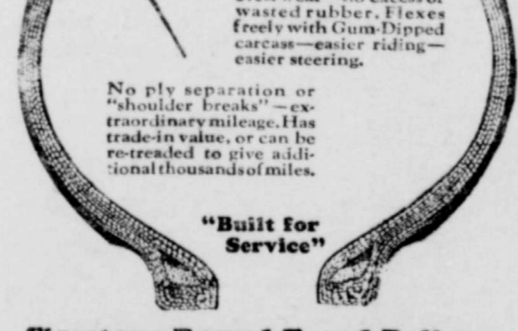 wasted rubber. Flexes
freely with Gum-Dipped
carcass—easier riding—
easier steering.
No ply separation or
"shoulder breaks"—ex-
traordinary mileage. Has
trade-in value, or can be
re-treaded to give addi-
tional thousands of miles.
"Built for
Service"